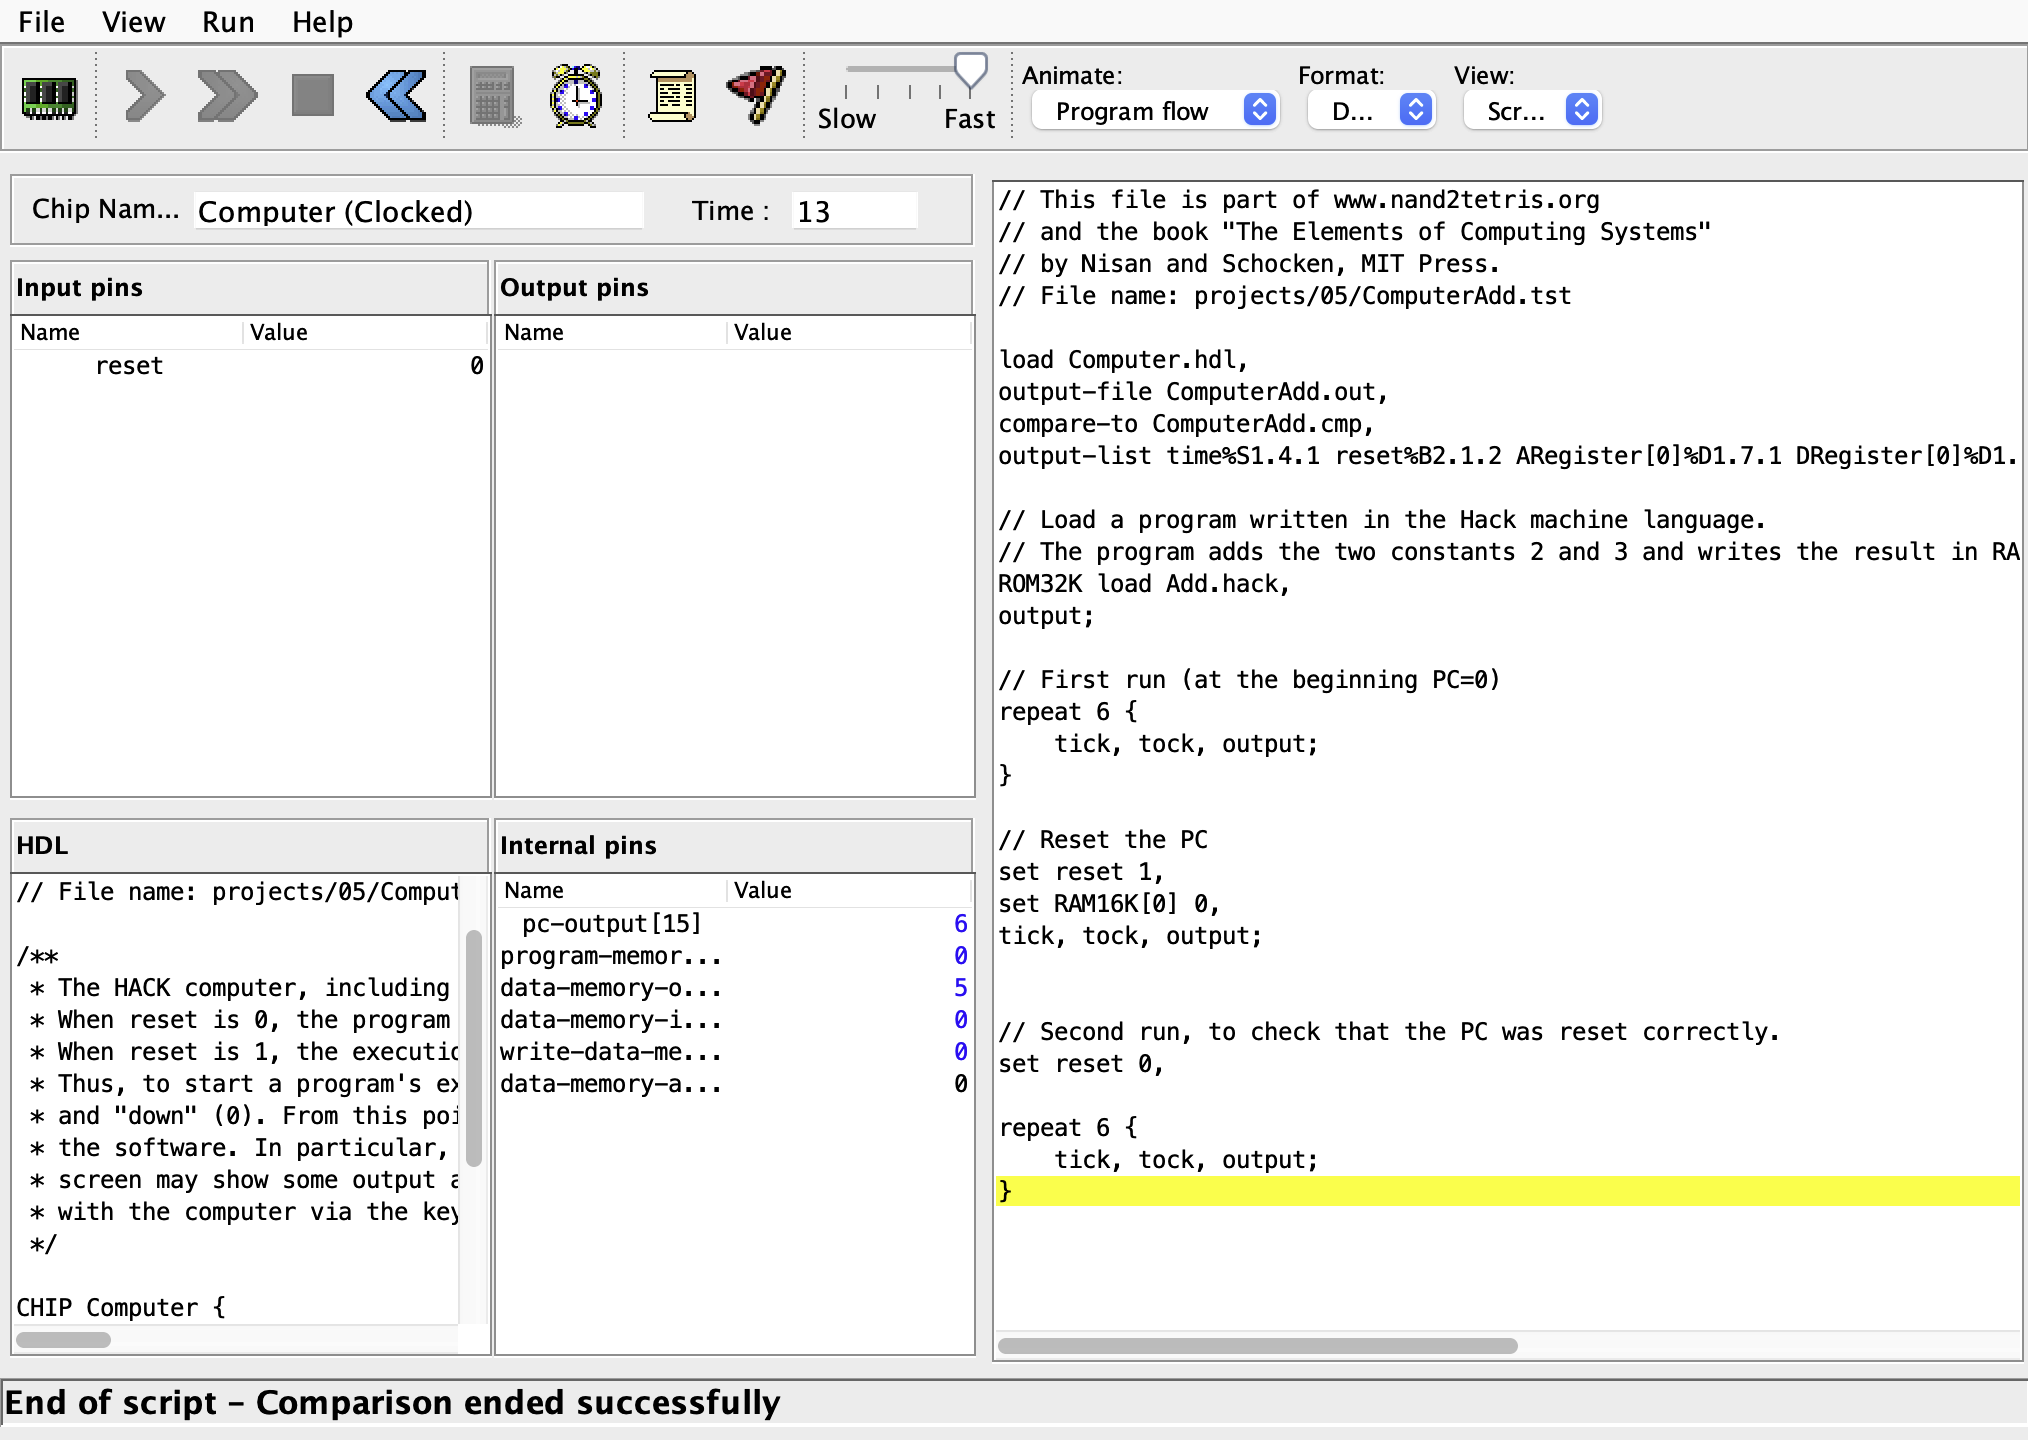 File View Run Help
Slow Fast
Animate: Format: View:
Program flow D... Scr...
Chip Nam... Computer (Clocked) Time : 13
Input pins
Name Value
reset 0
Output pins
Name Value
HDL
// File name: projects/05/Comput
/**
* The HACK computer, including
* When reset is 0, the program
* When reset is 1, the executio
* Thus, to start a program's ex
* and "down" (0). From this poi
* the software. In particular,
* screen may show some output a
* with the computer via the key
*/
CHIP Computer {
Internal pins
Name Value
pc-output[15] 6
program-memor... 0
data-memory-o... 5
data-memory-i... 0
write-data-me... 0
data-memory-a... 0
// This file is part of www.nand2tetris.org
// and the book "The Elements of Computing Systems"
// by Nisan and Schocken, MIT Press.
// File name: projects/05/ComputerAdd.tst
load Computer.hdl,
output-file ComputerAdd.out,
compare-to ComputerAdd.cmp,
output-list time%S1.4.1 reset%B2.1.2 ARegister[0]%D1.7.1 DRegister[0]%D1.
// Load a program written in the Hack machine language.
// The program adds the two constants 2 and 3 and writes the result in RA
ROM32K load Add.hack,
output;
// First run (at the beginning PC=0)
repeat 6 {
tick, tock, output;
}
// Reset the PC
set reset 1,
set RAM16K[0] 0,
tick, tock, output;
// Second run, to check that the PC was reset correctly.
set reset 0,
repeat 6 {
tick, tock, output;
}
End of script – Comparison ended successfully